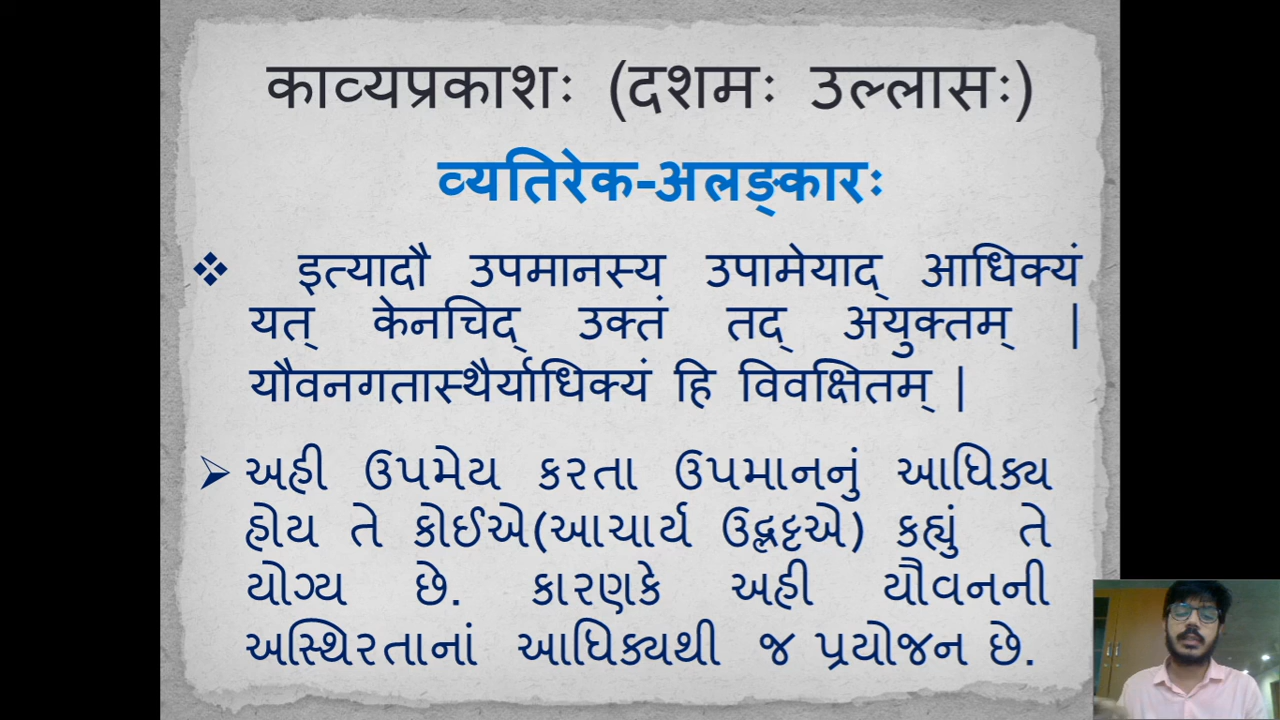 काव्यप्रकाशः (दशमः उल्लासः)
व्यतिरेक-अलङ्कारः
❖ इत्यादौ उपमानस्य उपामेयाद् आधिक्यं
यत् केनचिद् उक्तं तद् अयुक्तम् |
यौवनगतास्थैर्याधिक्यं हि विवक्षितम् |
➢ અહી ઉપમેય કરતા ઉપમાનનું આધિક્ય
હોય તે કોઈએ(આચાર્ય ઉદ્ભટ્ટએ) કહ્યું તે
યોગ્ય છે. કારણકે અહી યૌવનની
અસ્થિરતાનાં આધિક્યથી જ પ્રયોજન છે.